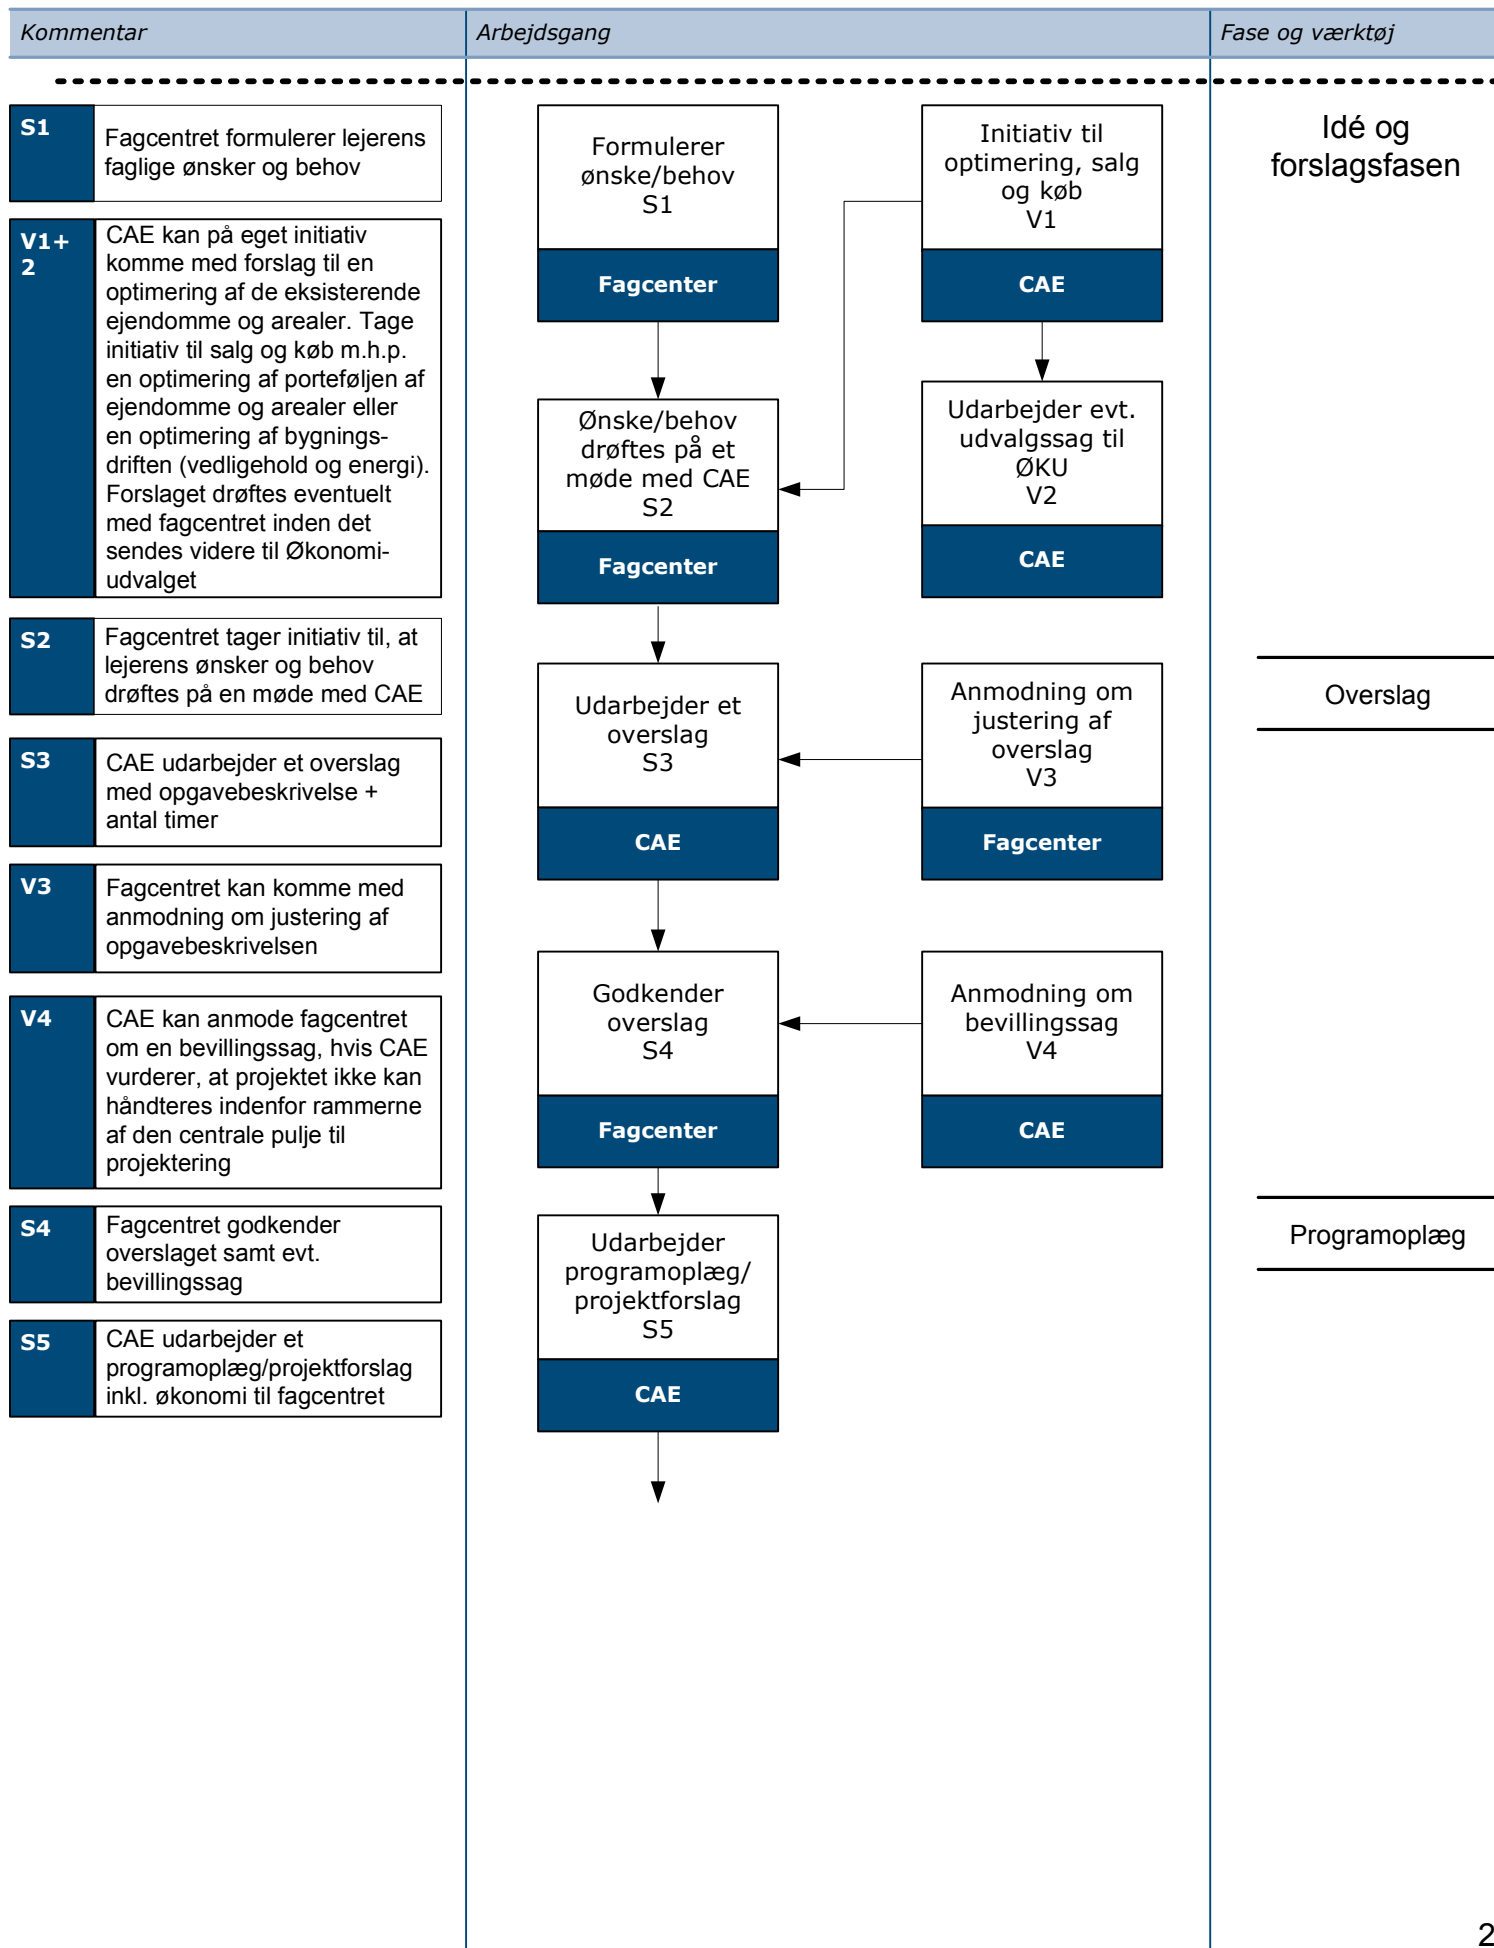 Kommentar
Arbejdsgang
Fase og værktøj
S1
Fagcentret formulerer lejerens
faglige ønsker og behov
V1+
2
CAE kan på eget initiativ
komme med forslag til en
optimering af de eksisterende
ejendomme og arealer. Tage
initiativ til salg og køb m.h.p.
en optimering af porteføljen af
ejendomme og arealer eller
en optimering af bygnings-
driften (vedligehold og energi).
Forslaget drøftes eventuelt
med fagcentret inden det
sendes videre til Økonomi-
udvalget
S2
Fagcentret tager initiativ til, at
lejerens ønsker og behov
drøftes på en møde med CAE
S3
CAE udarbejder et overslag
med opgavebeskrivelse +
antal timer
V3
Fagcentret kan komme med
anmodning om justering af
opgavebeskrivelsen
V4
CAE kan anmode fagcentret
om en bevillingssag, hvis CAE
vurderer, at projektet ikke kan
håndteres indenfor rammerne
af den centrale pulje til
projektering
S4
Fagcentret godkender
overslaget samt evt.
bevillingssag
S5
CAE udarbejder et
programoplæg/projektforslag
inkl. økonomi til fagcentret
Formulerer
ønske/behov
S1
Fagcenter
Initiativ til
optimering, salg
og køb
V1
CAE
Ønske/behov
drøftes på et
møde med CAE
S2
Fagcenter
Udarbejder evt.
udvalgssag til
ØKU
V2
CAE
Udarbejder et
overslag
S3
CAE
Anmodning om
justering af
overslag
V3
Fagcenter
Godkender
overslag
S4
Fagcenter
Anmodning om
bevillingssag
V4
CAE
Udarbejder
programoplæg/
projektforslag
S5
CAE
Idé og
forslagsfasen
Overslag
Programoplæg
2